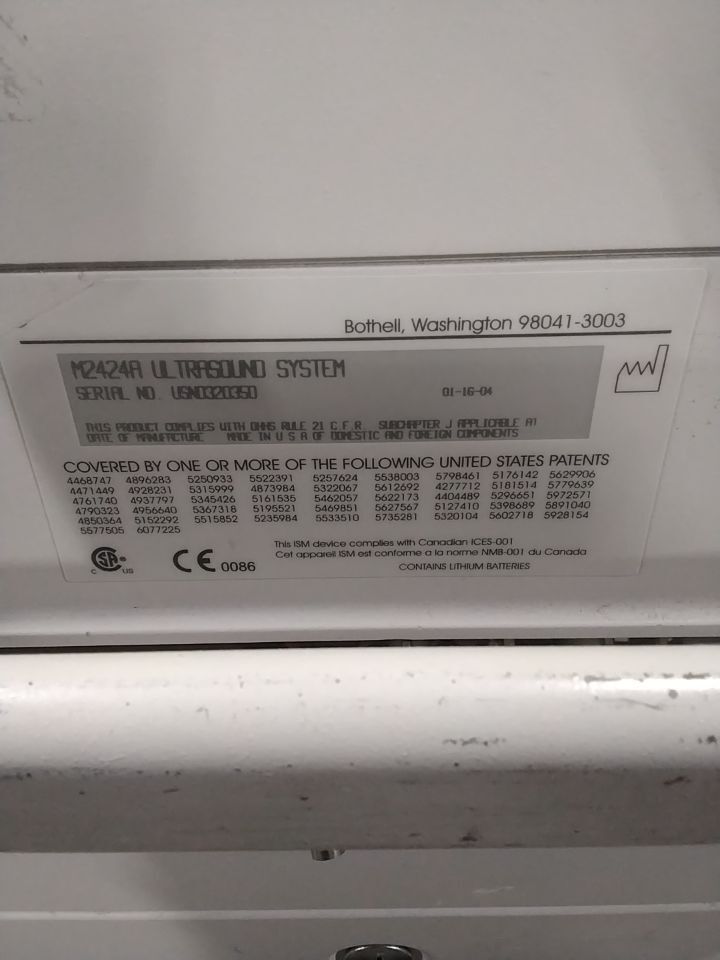 Bothell, Washington 98041-3003
M2424A ULTRASOUND SYSTEM
SERIAL NO. USN0320350 01-16-04
THIS PRODUCT COMPLIES WITH DHHS RULE 21 C.F.R. SUBCHAPTER J APPLICABLE AT
DATE OF MANUFACTURE MADE IN U S A OF DOMESTIC AND FOREIGN COMPONENTS
COVERED BY ONE OR MORE OF THE FOLLOWING UNITED STATES PATENTS
4468747 4896283 5250933 5522391 5257624 5538003 5798461 5176142 5629906
4471449 4928231 5315999 4873984 5322067 5612692 4277712 5181514 5779639
4761740 4937797 5345426 5161535 5462057 5622173 4404489 5296651 5972571
4790323 4956640 5367318 5195521 5469851 5627567 5127410 5398689 5891040
4850364 5152292 5515852 5235984 5533510 5735281 5320104 5602718 5928154
5577505 6077225
This ISM device complies with Canadian ICES-001
Cet appareil ISM est conforme a la norme NMB-001 du Canada
C SA US CE 0086 CONTAINS LITHIUM BATTERIES